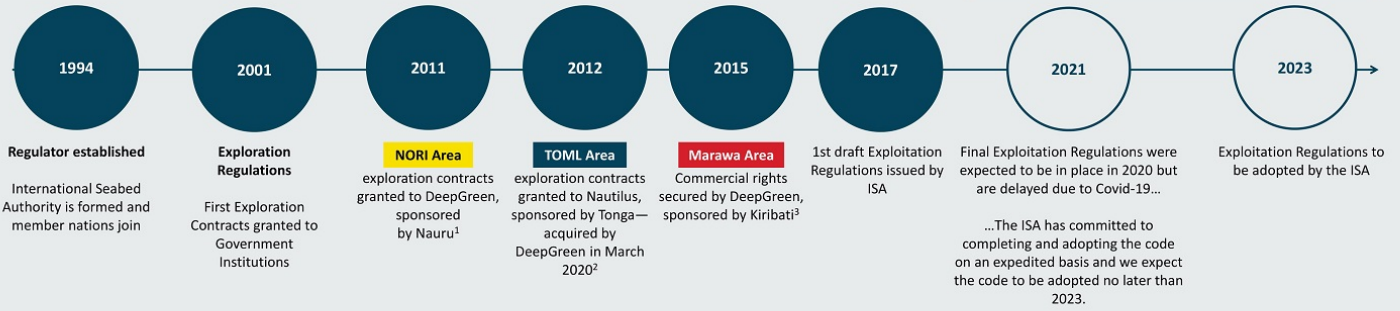 1994
2001
2011
2012
2015
2017
2021
2023
Regulator established
International Seabed
Authority is formed and
member nations join
Exploration
Regulations
First Exploration
Contracts granted to
Government
Institutions
NORI Area
exploration contracts
granted to DeepGreen,
sponsored
by Nauru¹
TOML Area
exploration contracts
granted to Nautilus,
sponsored by Tonga—
acquired by
DeepGreen in March
2020²
Marawa Area
Commercial rights
secured by DeepGreen,
sponsored by Kiribati³
1st draft Exploitation
Regulations issued by
ISA
Final Exploitation Regulations were
expected to be in place in 2020 but
are delayed due to Covid-19…
…The ISA has committed to
completing and adopting the code
on an expedited basis and we expect
the code to be adopted no later than
2023.
Exploitation Regulations to
be adopted by the ISA